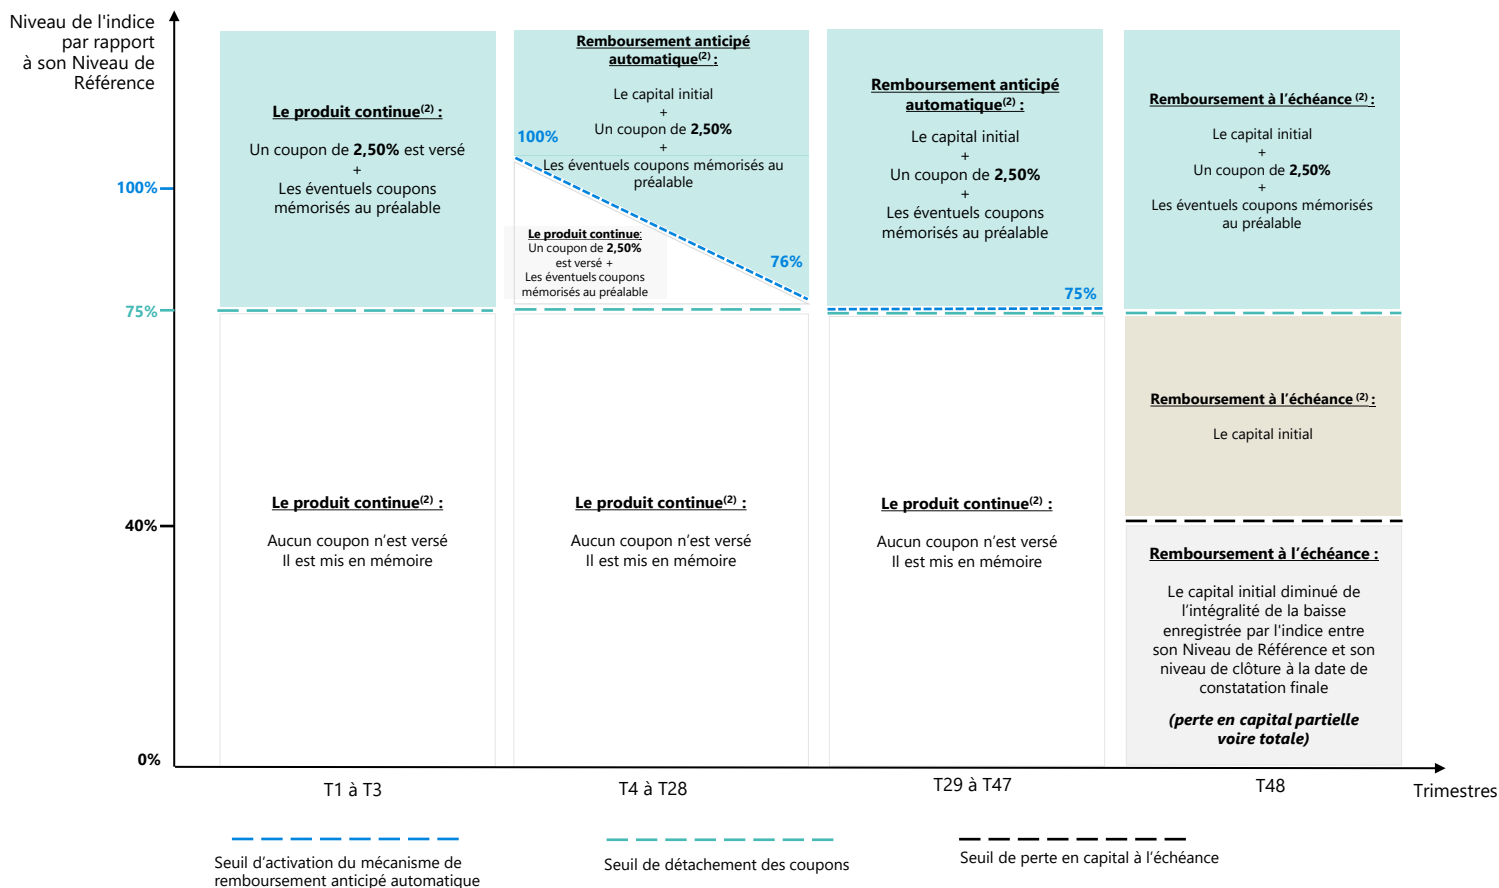 Niveau de l'indice
par rapport
à son Niveau de
Référence
100%
75%
40%
0%
Le produit continue(2) :
Un coupon de 2,50% est versé
+
Les éventuels coupons
mémorisés au préalable
Le produit continue(2) :
Aucun coupon n’est versé
Il est mis en mémoire
Remboursement anticipé
automatique(2) :
Le capital initial
+
Un coupon de 2,50%
+
Les éventuels coupons mémorisés au
préalable
100%
76%
Le produit continue:
Un coupon de 2,50%
est versé +
Les éventuels coupons
mémorisés au préalable
Le produit continue(2) :
Aucun coupon n’est versé
Il est mis en mémoire
Remboursement anticipé
automatique(2) :
Le capital initial
+
Un coupon de 2,50%
+
Les éventuels coupons
mémorisés au préalable
75%
Le produit continue(2) :
Aucun coupon n’est versé
Il est mis en mémoire
Remboursement à l’échéance (2) :
Le capital initial
+
Un coupon de 2,50%
+
Les éventuels coupons mémorisés
au préalable
Remboursement à l’échéance (2) :
Le capital initial
Remboursement à l’échéance :
Le capital initial diminué de
l’intégralité de la baisse
enregistrée par l'indice entre
son Niveau de Référence et son
niveau de clôture à la date de
constatation finale
(perte en capital partielle
voire totale)
T1 à T3
T4 à T28
T29 à T47
T48
Trimestres
Seuil d’activation du mécanisme de
remboursement anticipé automatique
Seuil de détachement des coupons
Seuil de perte en capital à l’échéance